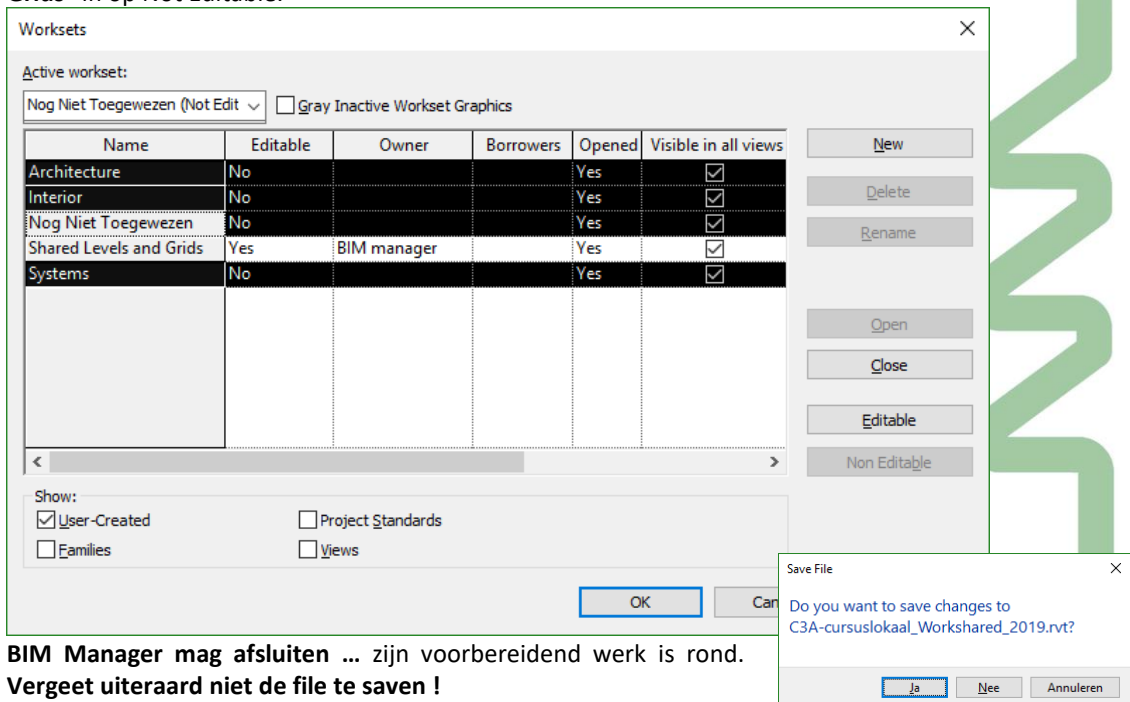 Worksets
Active workset:
Nog Niet Toegewezen (Not Edit
Gray Inactive Workset Graphics
Name Editable Owner Borrowers Opened Visible in all views
Architecture No Yes
Interior No Yes
Nog Niet Toegewezen No Yes
Shared Levels and Grids Yes BIM manager Yes
Systems No Yes
New
Delete
Rename
Open
Close
Editable
Non Editable
Show:
User-Created Project Standards
Families Views
OK Can
Save File
Do you want to save changes to
C3A-cursuslokaal_Workshared_2019.rvt?
Ja Nee Annuleren
BIM Manager mag afsluiten ... zijn voorbereidend werk is rond.
Vergeet uiteraard niet de file te saven !